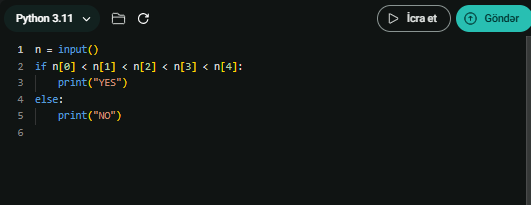 Python 3.11 İcra et Göndər
1 n = input()
2 if n[0] < n[1] < n[2] < n[3] < n[4]:
3 print("YES")
4 else:
5 print("NO")
6